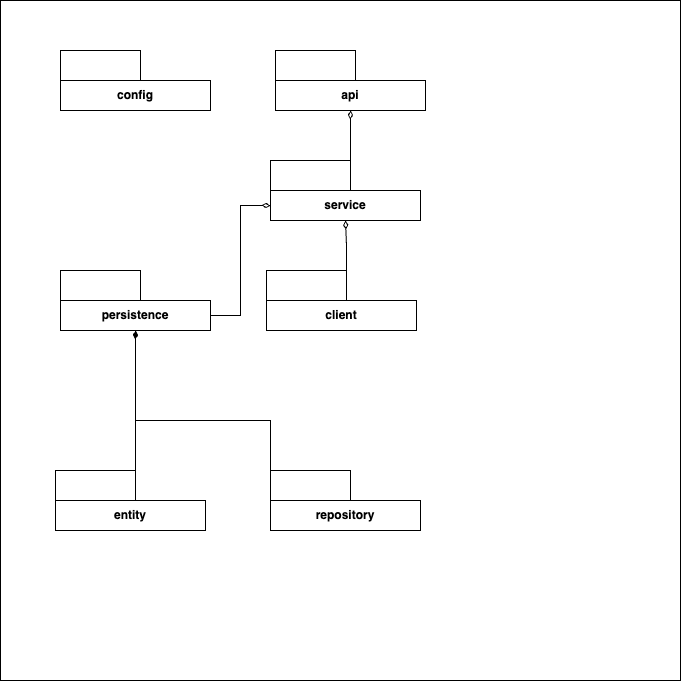 config
api
service
persistence
client
entity
repository